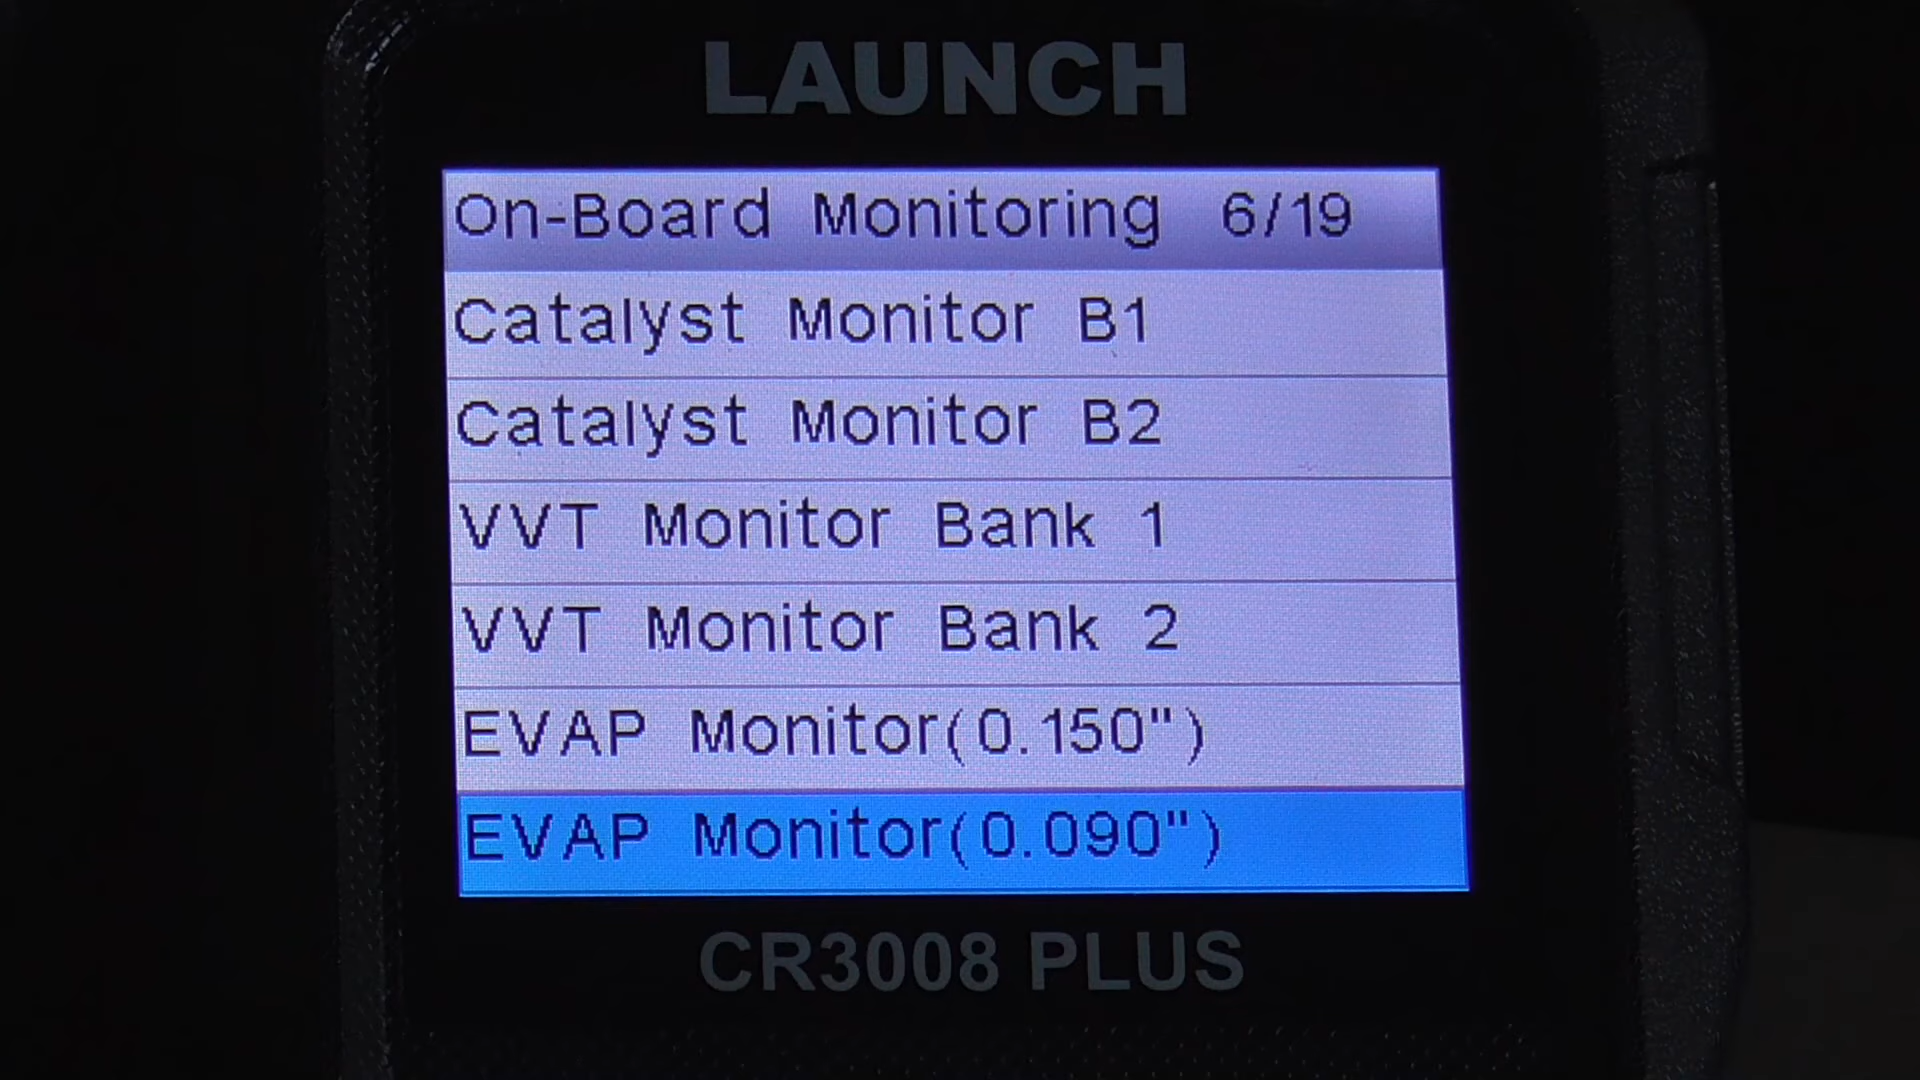 LAUNCH
On-Board Monitoring 6/19
Catalyst Monitor B1
Catalyst Monitor B2
VVT Monitor Bank 1
VVT Monitor Bank 2
EVAP Monitor(0.150")
EVAP Monitor(0.090")
CR3008 PLUS